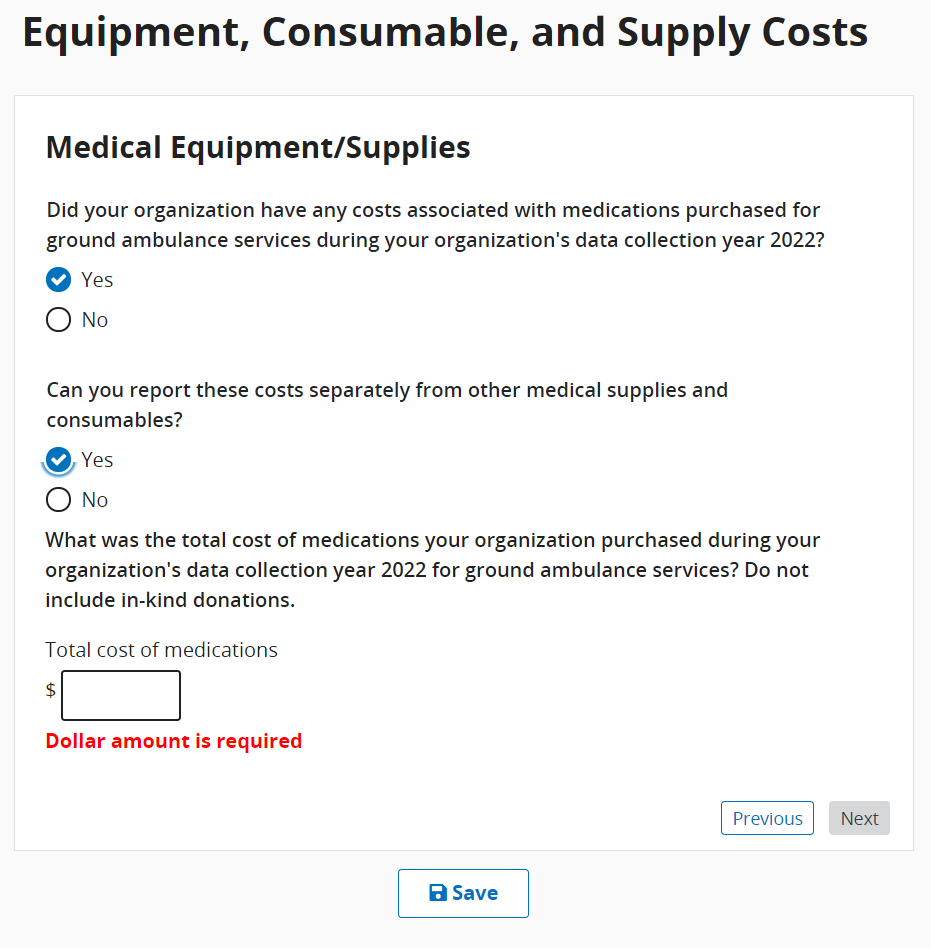 Equipment, Consumable, and Supply Costs
Medical Equipment/Supplies
Did your organization have any costs associated with medications purchased for
ground ambulance services during your organization's data collection year 2022?
Yes
No
Can you report these costs separately from other medical supplies and
consumables?
Yes
No
What was the total cost of medications your organization purchased during your
organization's data collection year 2022 for ground ambulance services? Do not
include in-kind donations.
Total cost of medications
$
Dollar amount is required
Previous Next
Save